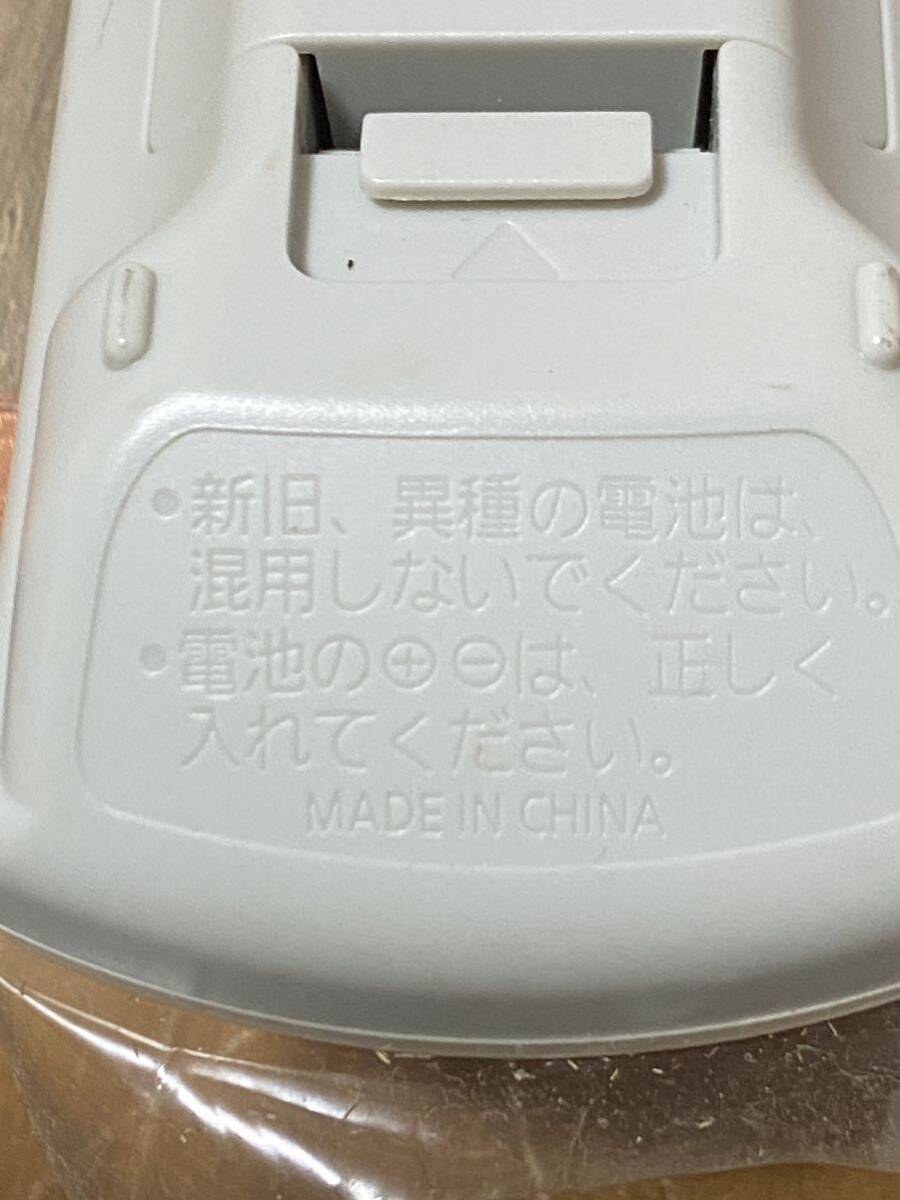 ●新旧、異種の電池は、
混用しないでください。
●電池の⊕⊖は、正しく
入れてください。
MADE IN CHINA